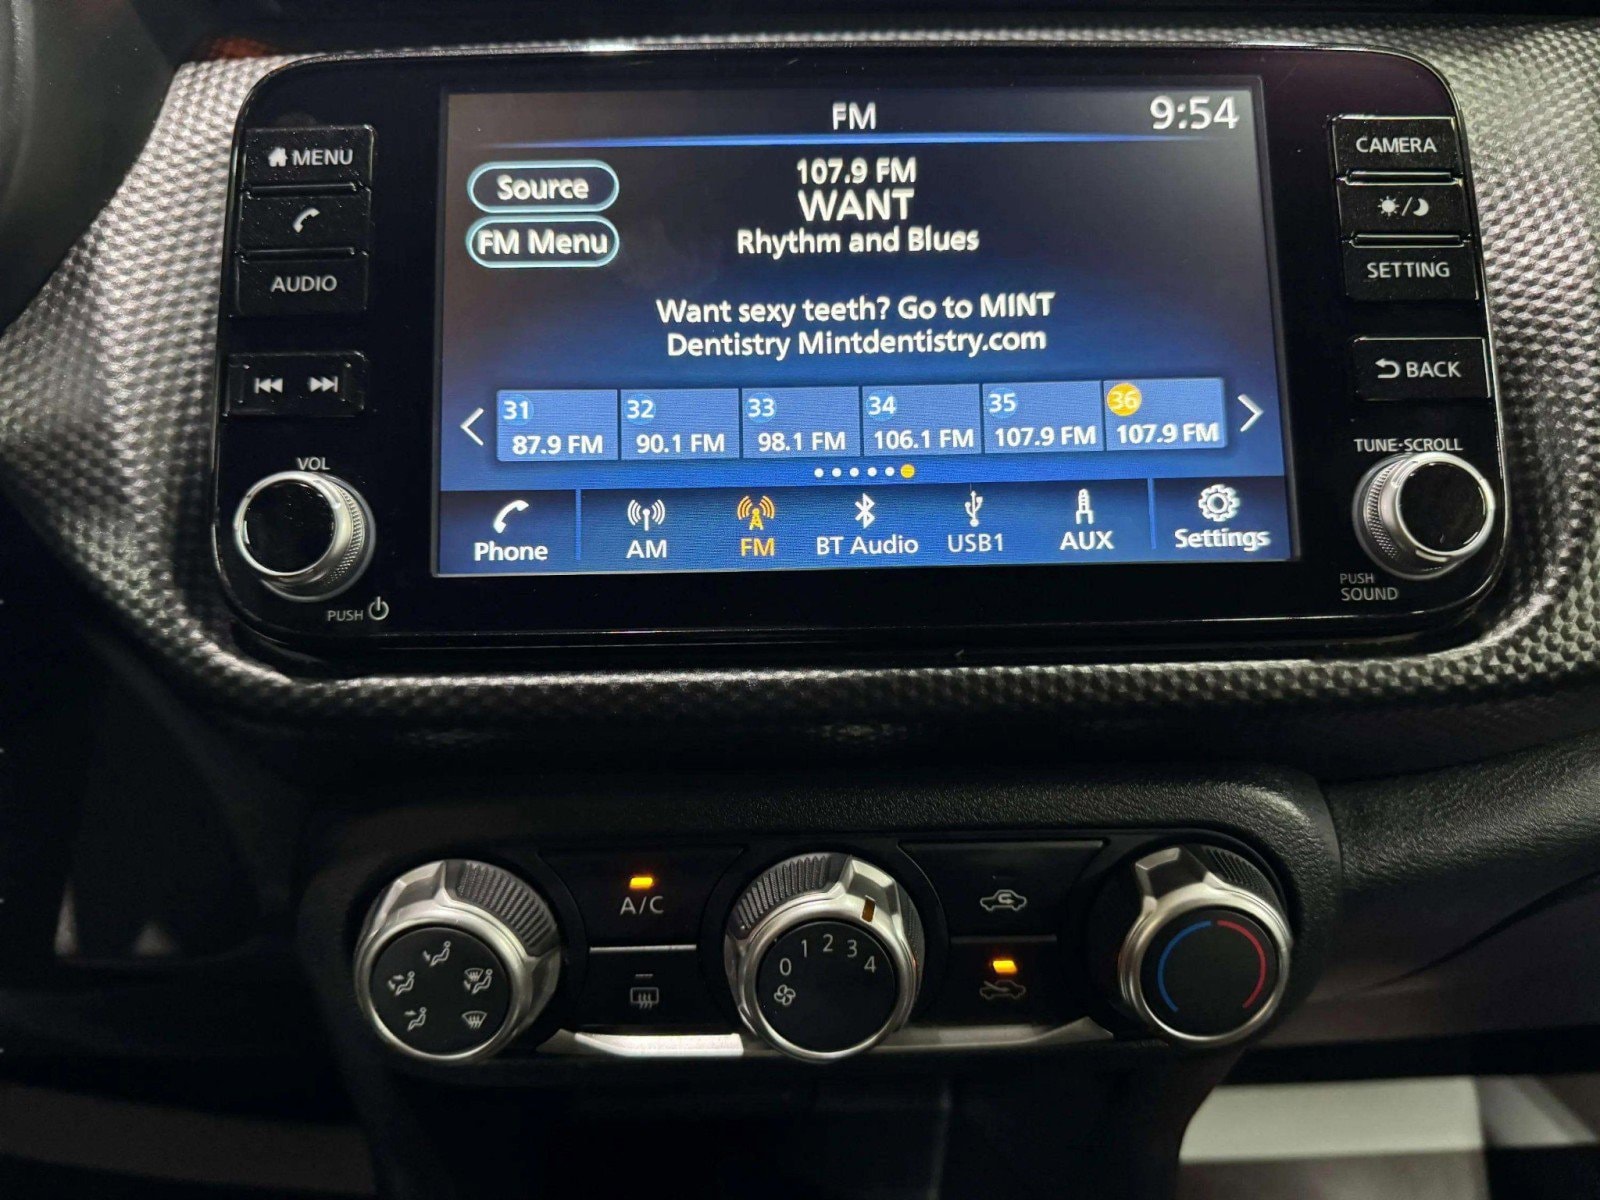 FM
9:54
MENU
AUDIO
VOL
PUSH
Source
FM Menu
107.9 FM
WANT
Rhythm and Blues
Want sexy teeth? Go to MINT
Dentistry Mintdentistry.com
31 32 33 34 35 36
87.9 FM 90.1 FM 98.1 FM 106.1 FM 107.9 FM 107.9 FM
Phone AM FM BT Audio USB1 AUX Settings
CAMERA
SETTING
BACK
TUNE·SCROLL
PUSH
SOUND
A/C
0 1 2 3 4